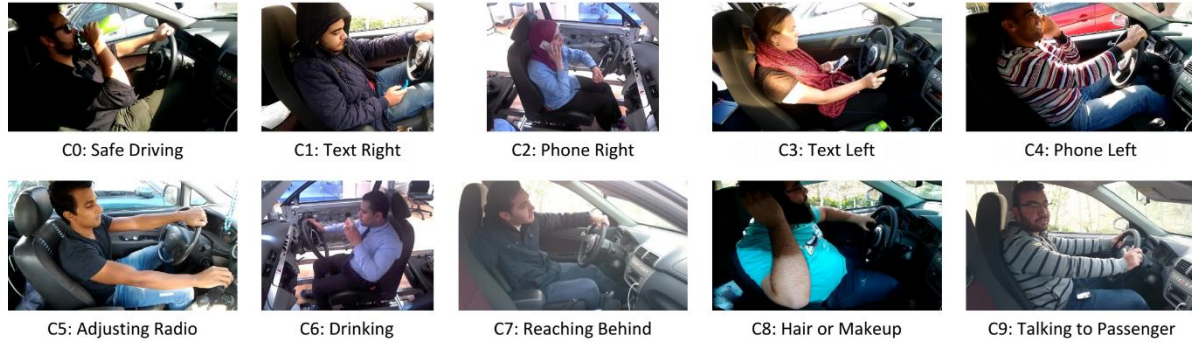 C0: Safe Driving
C1: Text Right
C2: Phone Right
C3: Text Left
C4: Phone Left
C5: Adjusting Radio
C6: Drinking
C7: Reaching Behind
C8: Hair or Makeup
C9: Talking to Passenger